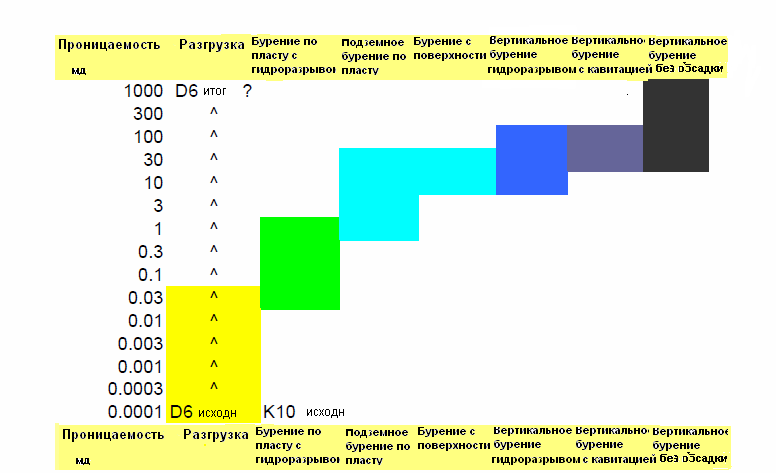 Проницаемость Разгрузка Бурение по Подземное Бурение с Вертикальное Вертикальное Вертикальное
пласту с бурение по поверхности бурение бурение бурение
мд гидроразрывом пласту гидроразрывом с кавитацией без обсадки
1000 D6 итог ?
300 ^
100 ^
30 ^
10 ^
3 ^
1 ^
0.3 ^
0.1 ^
0.03 ^
0.01 ^
0.003 ^
0.001 ^
0.0003 ^
0.0001 D6 исходн K10 исходн
Проницаемость Разгрузка Бурение по Подземное Бурение с Вертикальное Вертикальное Вертикальное
пласту с бурение по поверхности бурение бурение бурение
мд гидроразрывом пласту гидроразрывом с кавитацией без обсадки